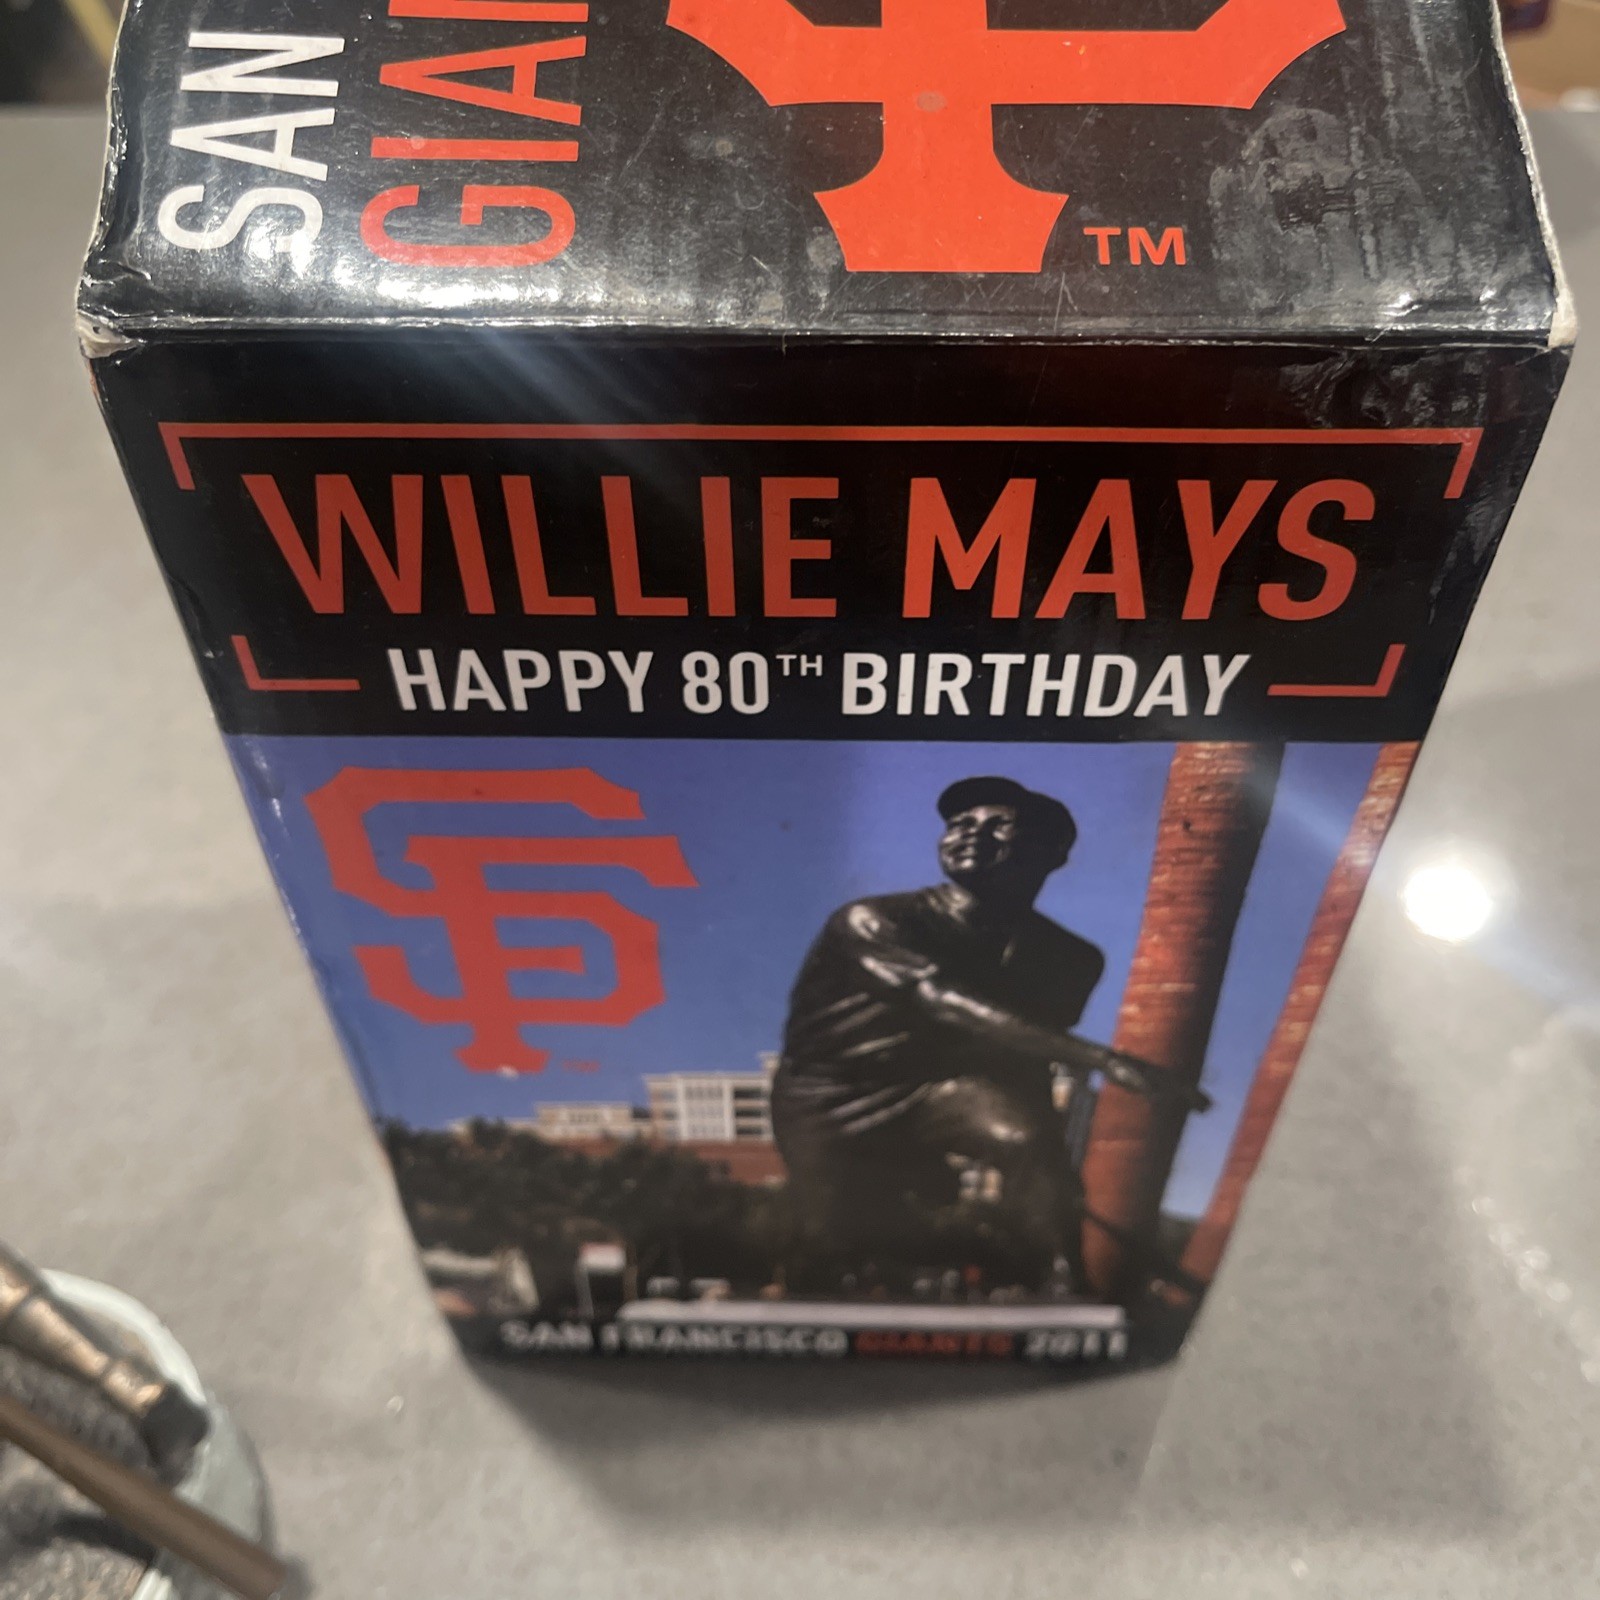 SAN
GIAN
TM
WILLIE MAYS
HAPPY 80TH BIRTHDAY
SF
TM
SAN FRANCISCO GIANTS 2011